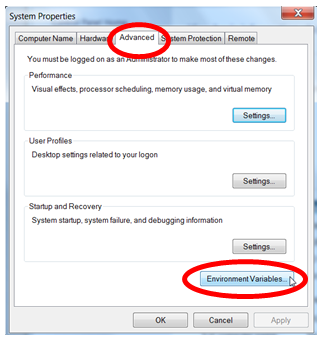 System Properties
Computer Name Hardware Advanced System Protection Remote
You must be logged on as an Administrator to make most of these changes.
Performance
Visual effects, processor scheduling, memory usage, and virtual memory
Settings...
User Profiles
Desktop settings related to your logon
Settings...
Startup and Recovery
System startup, system failure, and debugging information
Settings...
Environment Variables...
OK Cancel Apply